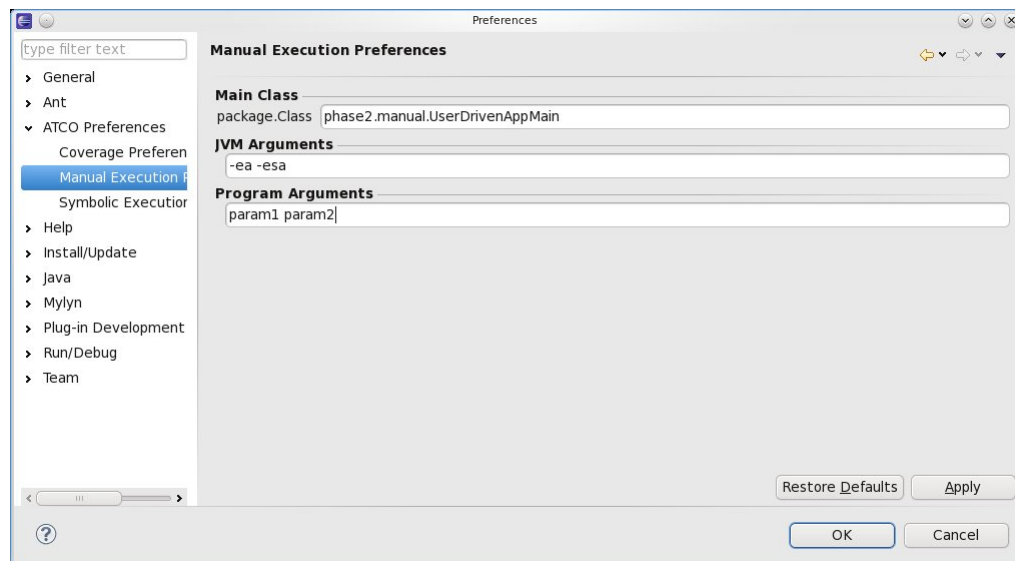 Preferences
type filter text
General
Ant
ATCO Preferences
Coverage Preferen
Manual Execution P
Symbolic Execution
Help
Install/Update
Java
Mylyn
Plug-in Development
Run/Debug
Team
Manual Execution Preferences
Main Class
package.Class phase2.manual.UserDrivenAppMain
JVM Arguments
-ea -esa
Program Arguments
param1 param2
Restore Defaults Apply
OK Cancel